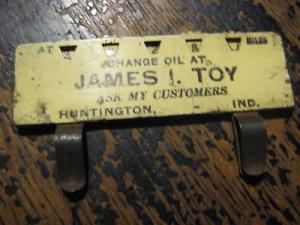 AT MILES
CHANGE OIL AT
JAMES I. TOY
ASK MY CUSTOMERS
HUNTINGTON, - IND.